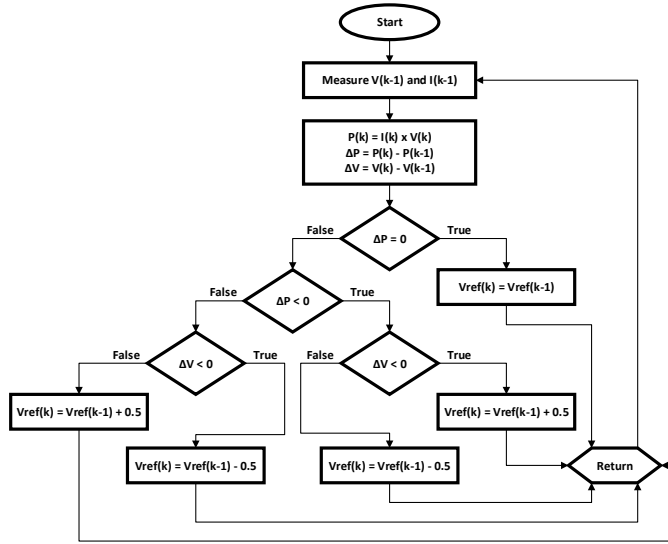 Start
Measure V(k-1) and I(k-1)
P(k) = I(k) x V(k)
ΔP = P(k) - P(k-1)
ΔV = V(k) - V(k-1)
False
True
ΔP = 0
Vref(k) = Vref(k-1)
False
True
ΔP < 0
False
True
ΔV < 0
False
True
ΔV < 0
Vref(k) = Vref(k-1) + 0.5
Vref(k) = Vref(k-1) + 0.5
Vref(k) = Vref(k-1) - 0.5
Vref(k) = Vref(k-1) - 0.5
Return